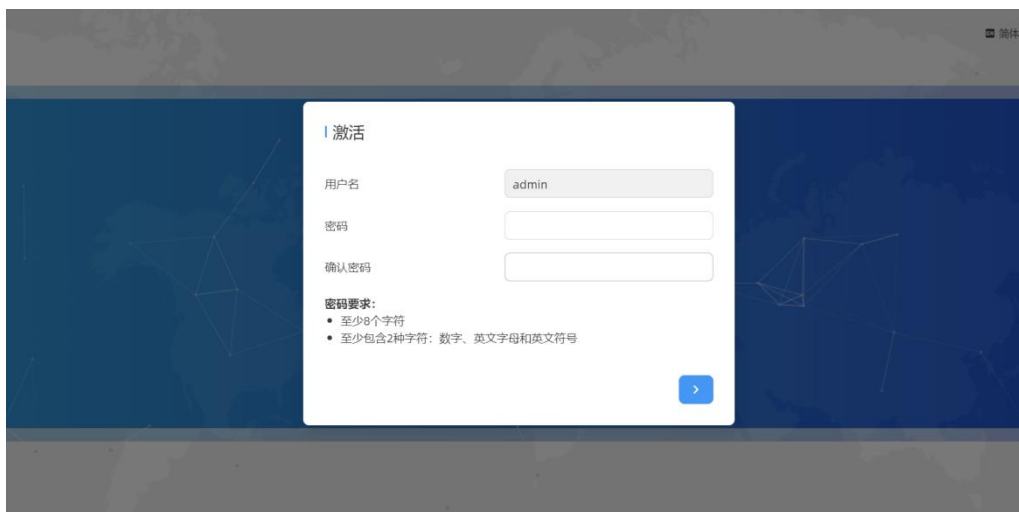 简体
激活
用户名
admin
密码
确认密码
密码要求：
至少8个字符
至少包含2种字符：数字、英文字母和英文符号